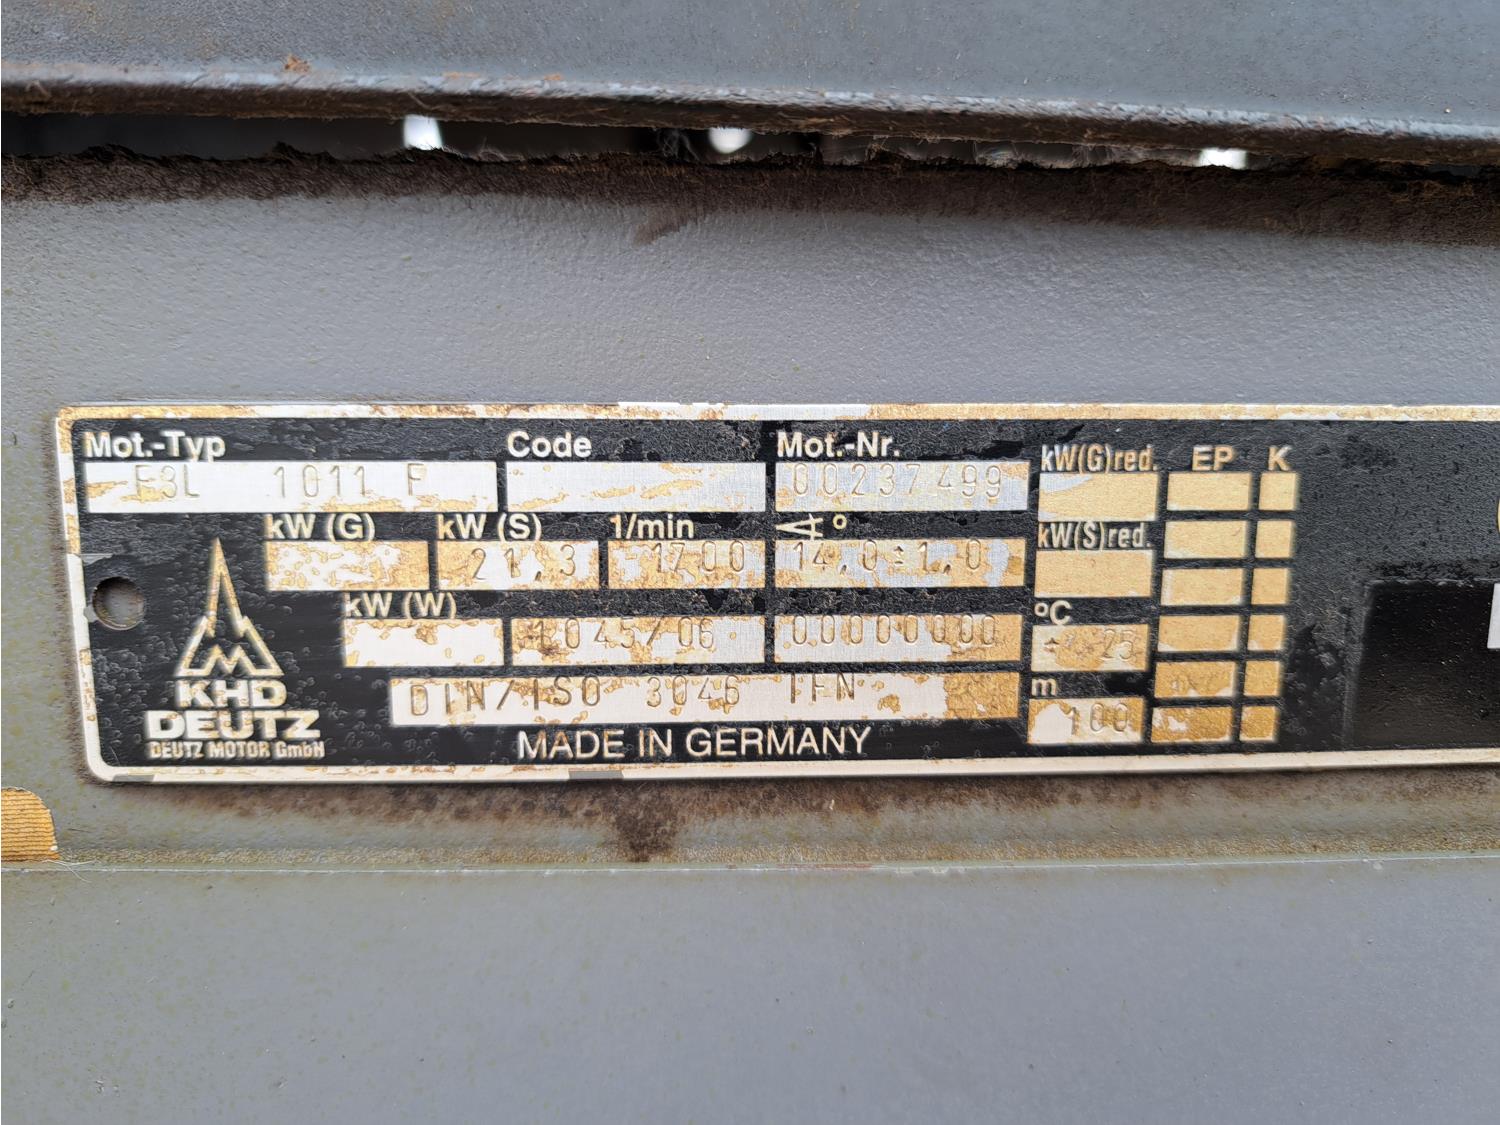 Mot.-Typ Code Mot.-Nr. kW(G)red. EP K
F3L 1011 F 00237499
kW (G) kW (S) 1/min ∢° kW(S)red.
21,3 1700 14,0±1,0
kW (W) °C
1045/06 00000000 25
DIN/ISO 3046 IFN m
100
KHD
DEUTZ
DEUTZ MOTOR GmbH
MADE IN GERMANY